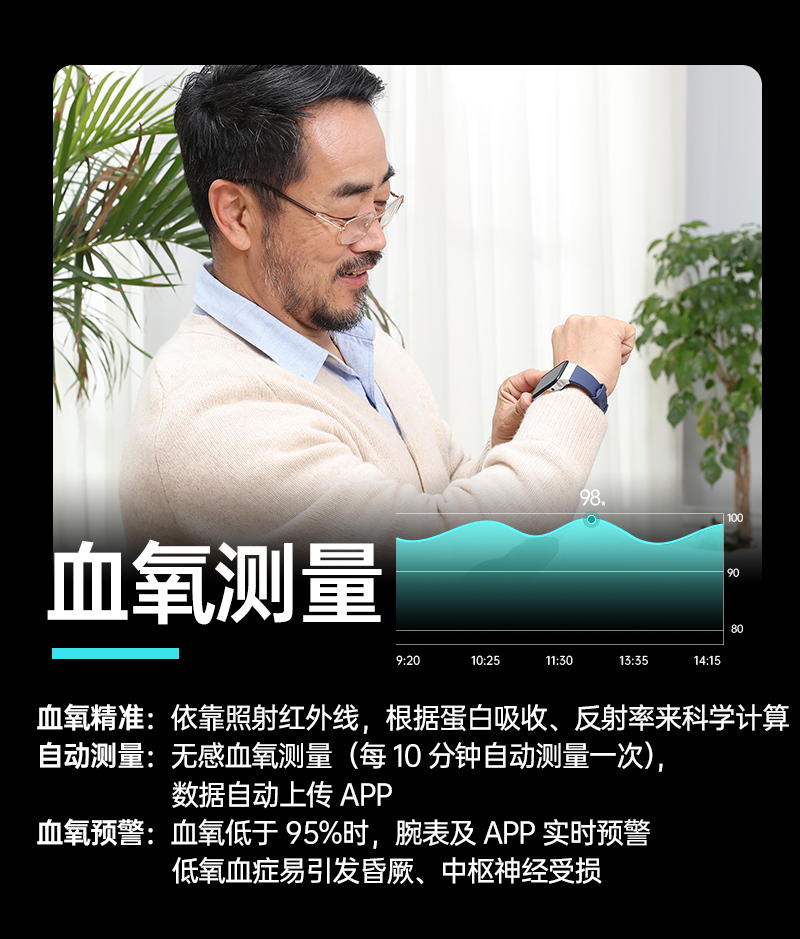 98%
100
血氧测量
90
80
9:20 10:25 11:30 13:35 14:15
血氧精准：依靠照射红外线，根据蛋白吸收、反射率来科学计算
自动测量：无感血氧测量（每 10 分钟自动测量一次），
数据自动上传 APP
血氧预警：血氧低于 95%时，腕表及 APP 实时预警
低氧血症易引发昏厥、中枢神经受损